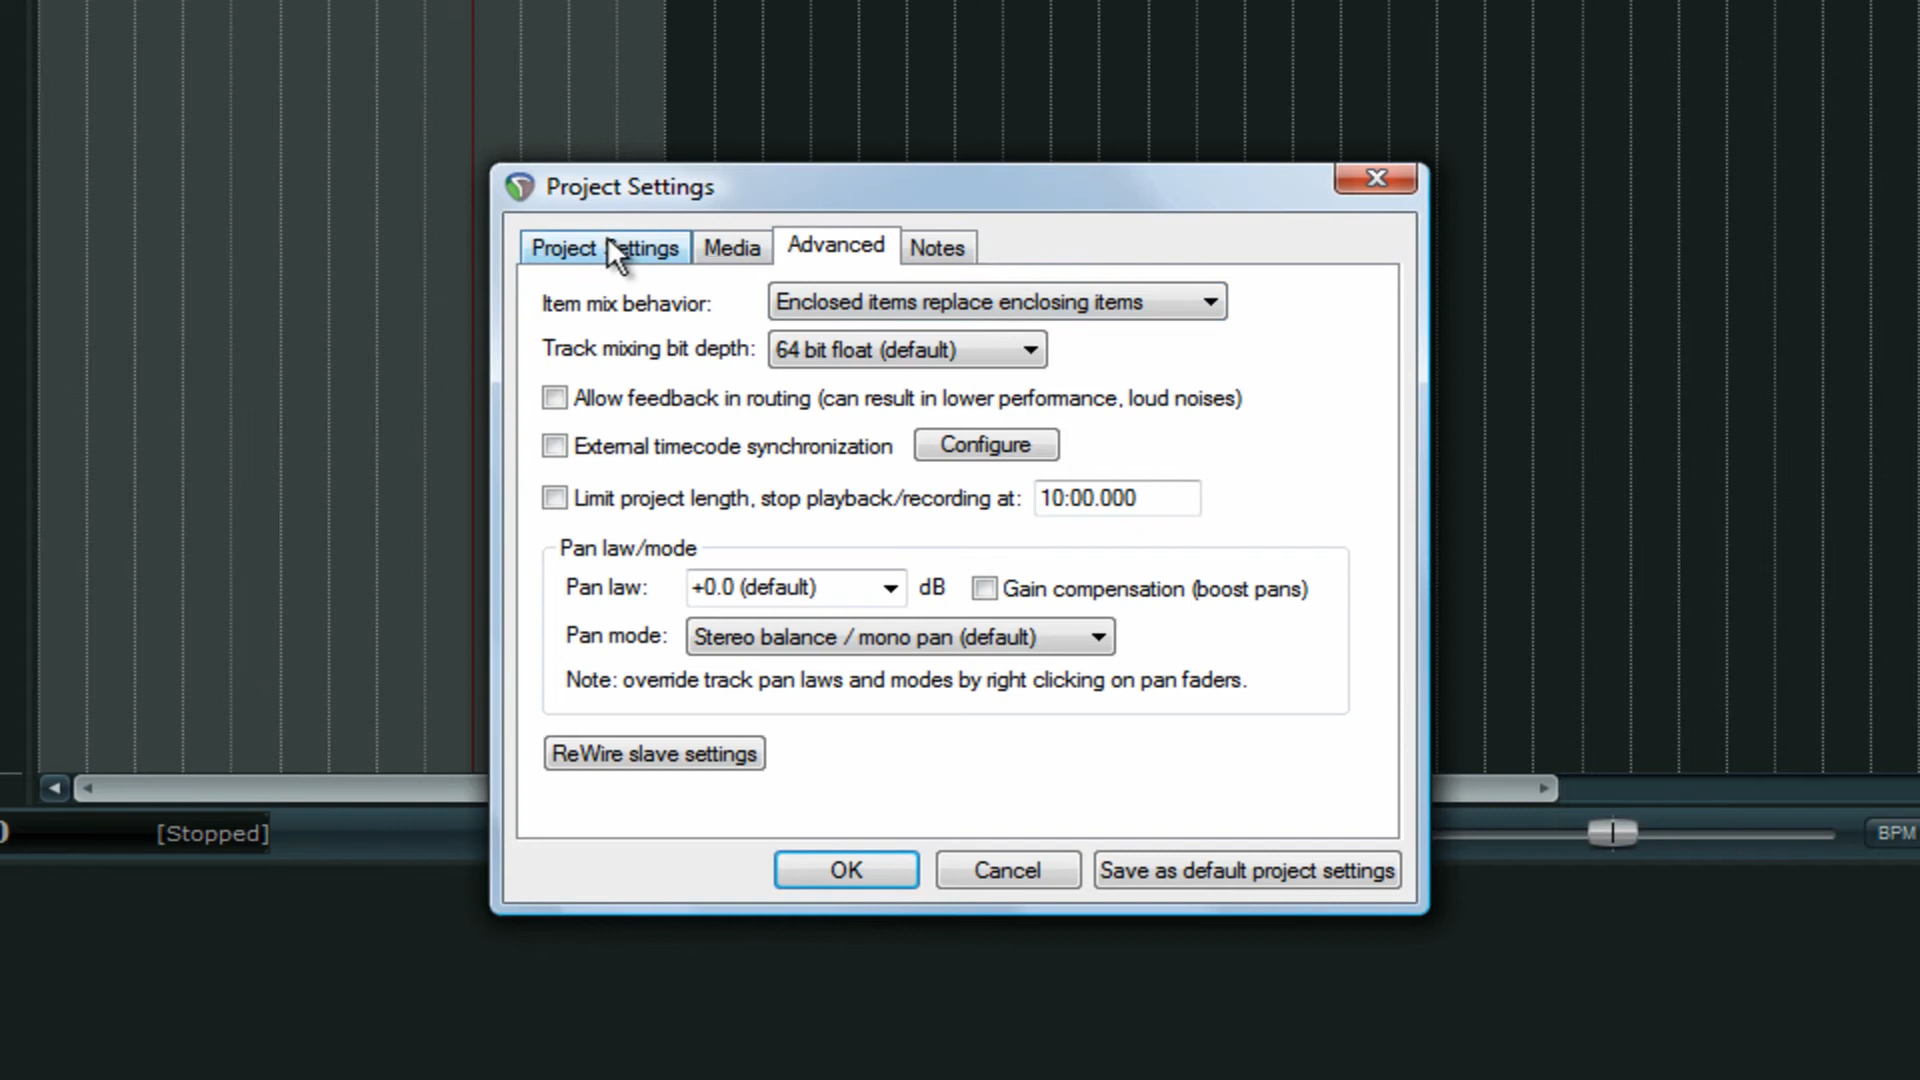 Project Settings
Project Settings Media Advanced Notes
Item mix behavior: Enclosed items replace enclosing items
Track mixing bit depth: 64 bit float (default)
Allow feedback in routing (can result in lower performance, loud noises)
External timecode synchronization Configure
Limit project length, stop playback/recording at: 10:00.000
Pan law/mode
Pan law: +0.0 (default) dB Gain compensation (boost pans)
Pan mode: Stereo balance / mono pan (default)
Note: override track pan laws and modes by right clicking on pan faders.
ReWire slave settings
[Stopped] BPM
OK Cancel Save as default project settings